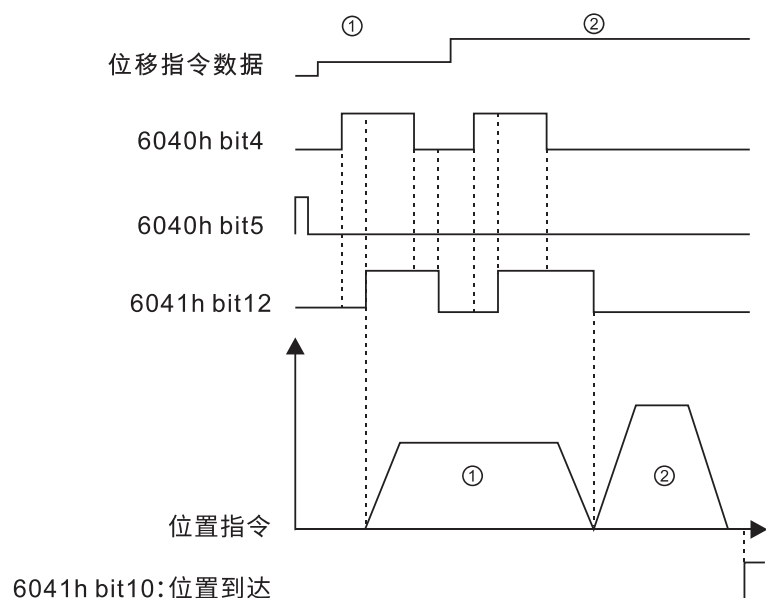 ① ②
位移指令数据
6040h bit4
6040h bit5
6041h bit12
① ②
位置指令
6041h bit10:位置到达